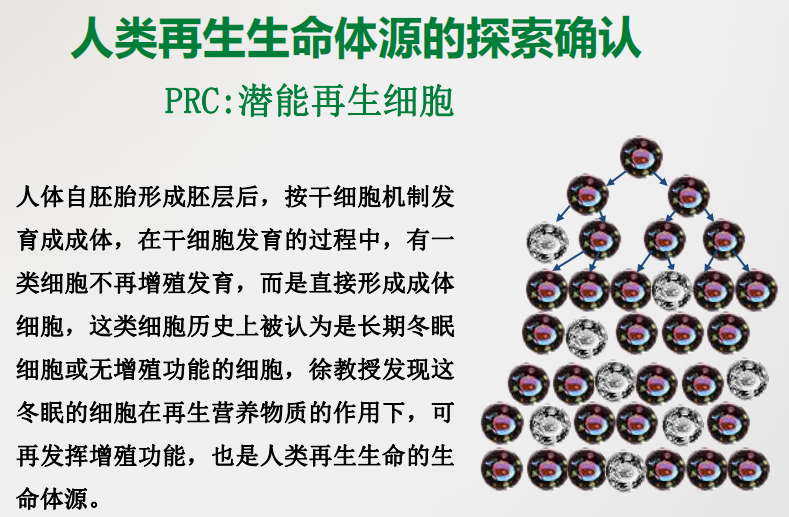 人类再生生命体源的探索确认
PRC:潜能再生细胞
人体自胚胎形成胚层后，按干细胞机制发
育成成体，在干细胞发育的过程中，有一
类细胞不再增殖发育，而是直接形成成体
细胞，这类细胞历史上被认为是长期冬眠
细胞或无增殖功能的细胞，徐教授发现这
冬眠的细胞在再生营养物质的作用下，可
再发挥增殖功能，也是人类再生生命的生
命体源。